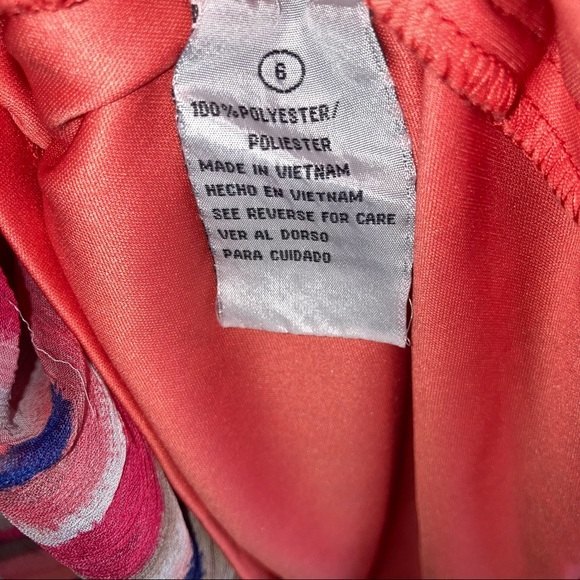 6
100%POLYESTER/
POLIESTER
MADE IN VIETNAM
HECHO EN VIETNAM
SEE REVERSE FOR CARE
VER AL DORSO
PARA CUIDADO